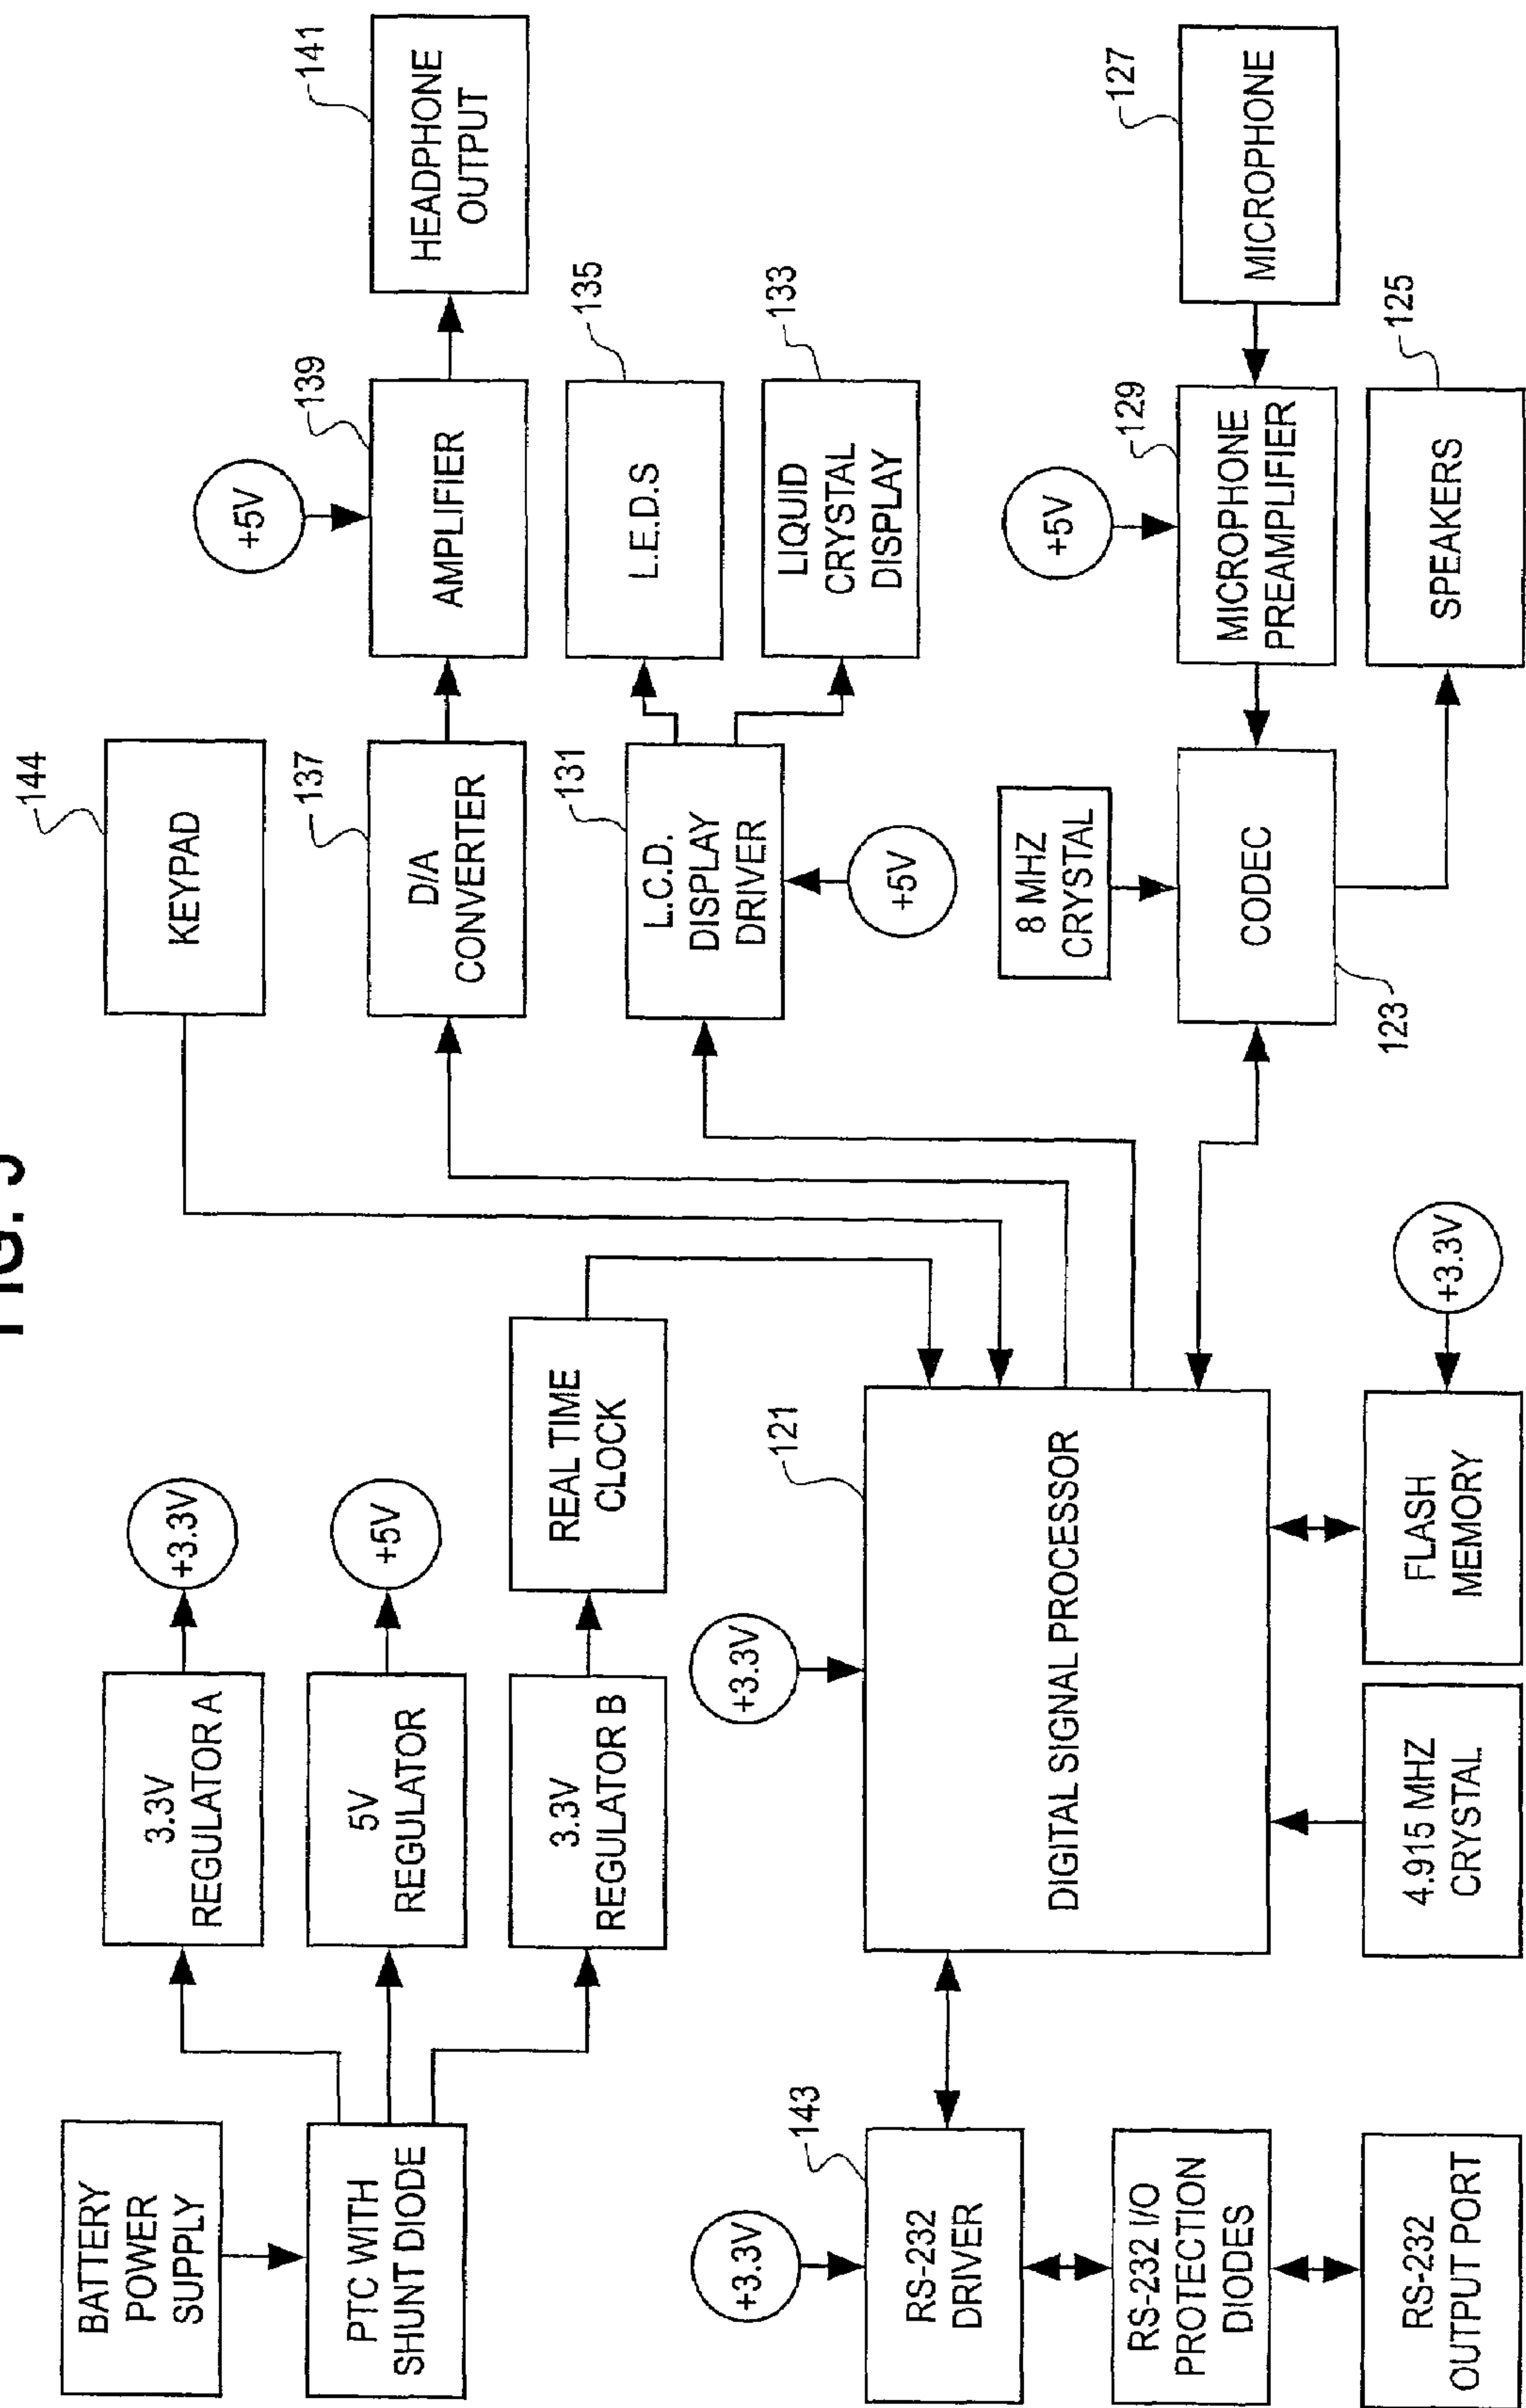 FIG. 5
BATTERY
POWER
SUPPLY
PTC WITH
SHUNT DIODE
3.3V
REGULATOR A
+3.3V
5V
REGULATOR
+5V
3.3V
REGULATOR B
REAL TIME
CLOCK
144
KEYPAD
137
D/A
CONVERTER
+5V
139
AMPLIFIER
141
HEADPHONE
OUTPUT
131
L.C.D.
DISPLAY
DRIVER
+5V
135
L.E.D.S
133
LIQUID
CRYSTAL
DISPLAY
+3.3V
143
RS-232
DRIVER
RS-232 I/O
PROTECTION
DIODES
RS-232
OUTPUT PORT
+3.3V
121
DIGITAL SIGNAL PROCESSOR
4.915 MHZ
CRYSTAL
FLASH
MEMORY
+3.3V
8 MHZ
CRYSTAL
CODEC
123
+5V
129
MICROPHONE
PREAMPLIFIER
127
MICROPHONE
125
SPEAKERS